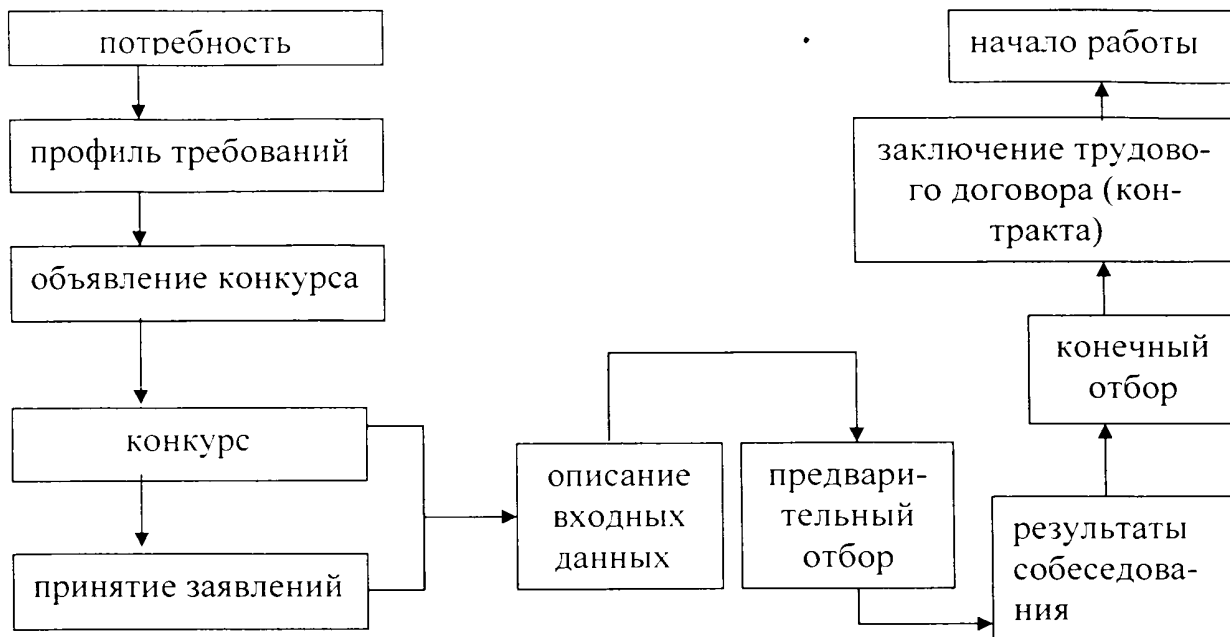 потребность
профиль требований
объявление конкурса
конкурс
принятие заявлений
описание
входных
данных
предвари-
тельный
отбор
результаты
собеседова-
ния
конечный
отбор
заключение трудово-
го договора (кон-
тракта)
начало работы